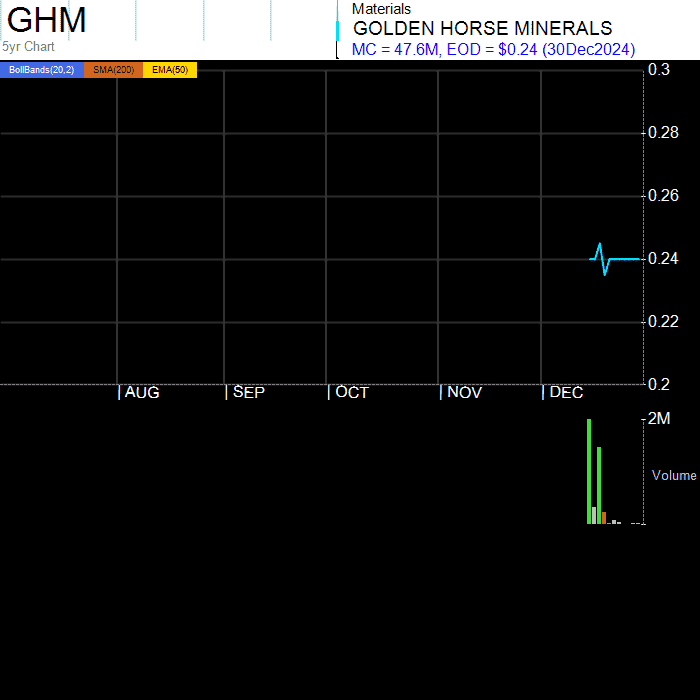 GHM
5yr Chart
Materials
GOLDEN HORSE MINERALS
MC = 47.6M, EOD = $0.24 (30Dec2024)
BollBands(20,2) SMA(200) EMA(50)
0.3
0.28
0.26
0.24
0.22
0.2
AUG SEP OCT NOV DEC
2M
Volume